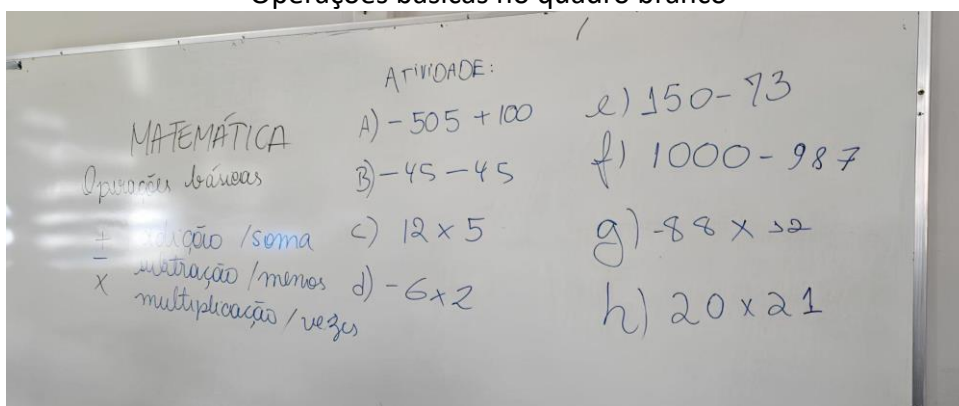 Operações básicas no quadro branco
MATEMÁTICA
Operações básicas
+ adição / soma
- subtração / menos
x multiplicação / vezes
ATIVIDADE:
A) - 505 + 100
B) - 45 - 45
c) 12 x 5
d) - 6 x 2
e) 150 - 73
f) 1000 - 987
g) -88 x 12
h) 20 x 21